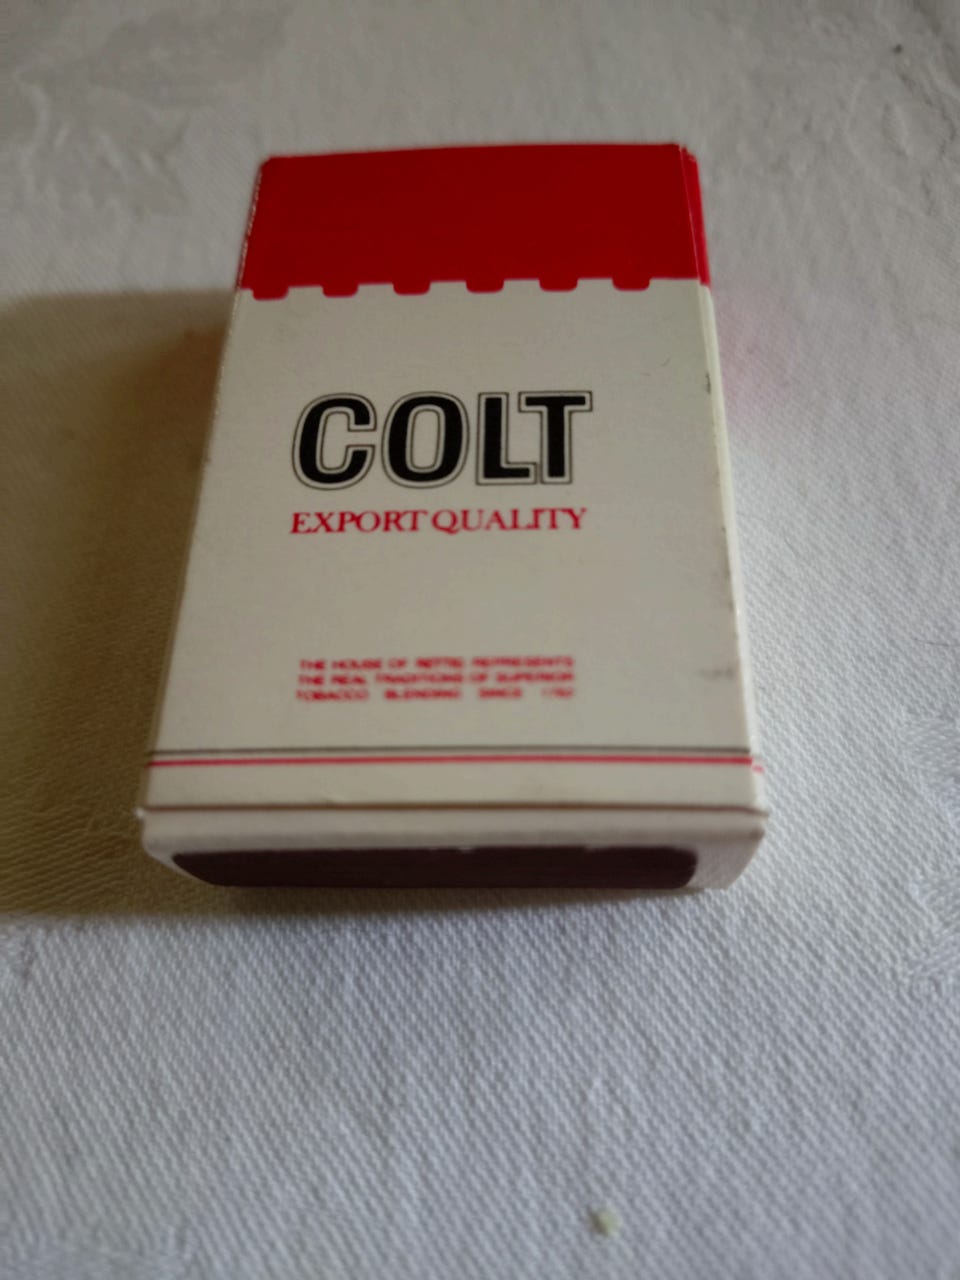 COLT
EXPORT QUALITY
THE HOUSE OF RETTIG REPRESENTS
THE REAL TRADITIONS OF SUPERIOR
TOBACCO BLENDING SINCE